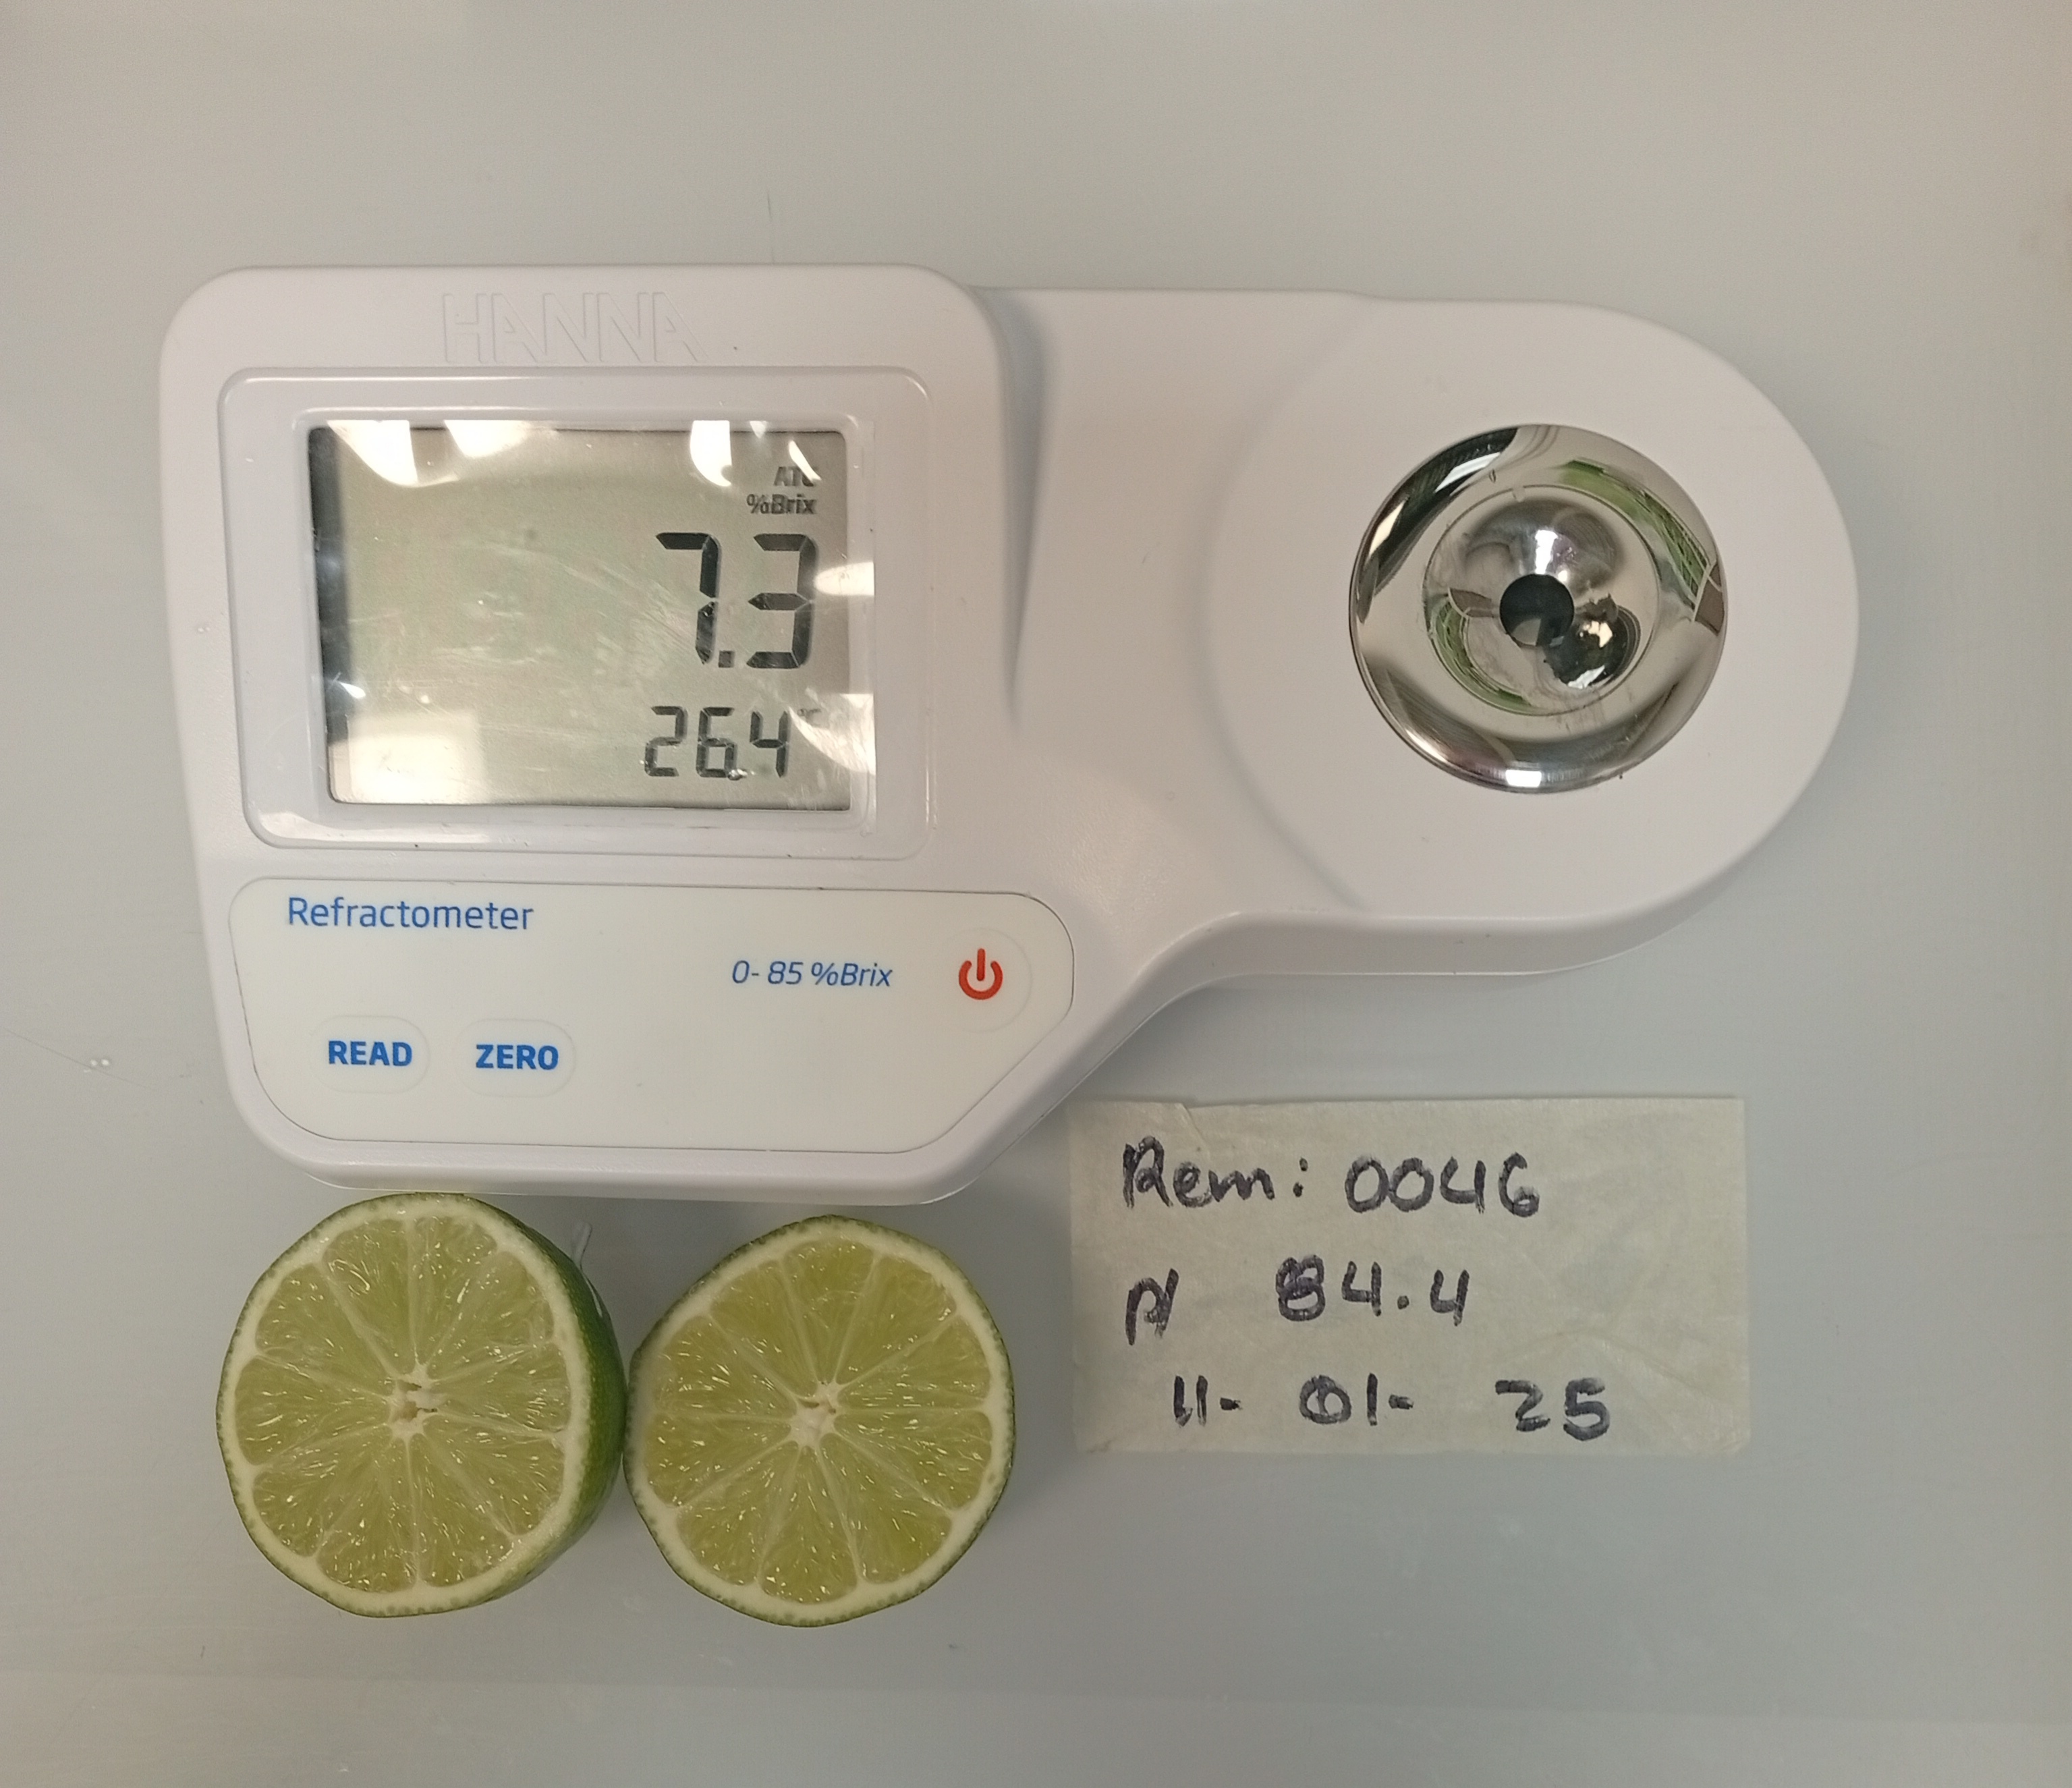 HANNA
ATC
%Brix
7.3
26.4°C
Refractometer
0-85 %Brix
READ ZERO
Rem: 0046
84.4
11- 01- 25